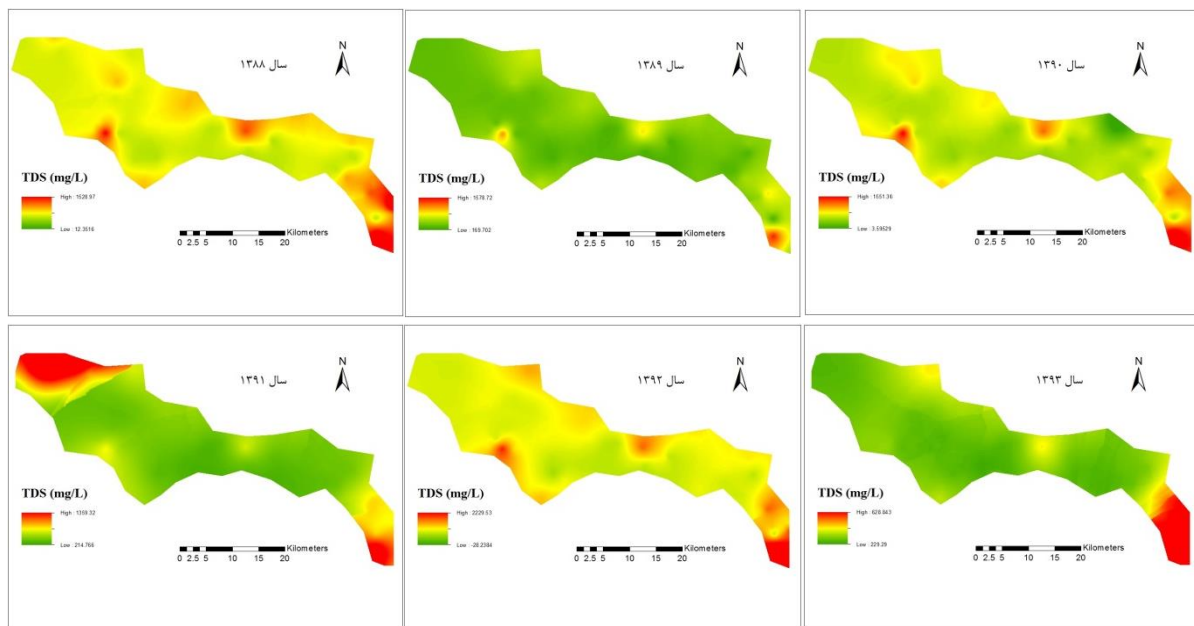 سال ۱۳۸۸
N
TDS (mg/L)
High : 1528.97
Low : 12.3516
Kilometers
0 2.5 5 10 15 20
سال ۱۳۸۹
N
TDS (mg/L)
High : 1578.72
Low : 169.702
Kilometers
0 2.5 5 10 15 20
سال ۱۳۹۰
N
TDS (mg/L)
High : 1551.36
Low : 3.59529
Kilometers
0 2.5 5 10 15 20
سال ۱۳۹۱
N
TDS (mg/L)
High : 1359.32
Low : 214.766
Kilometers
0 2.5 5 10 15 20
سال ۱۳۹۲
N
TDS (mg/L)
High : 2229.53
Low : -28.2384
Kilometers
0 2.5 5 10 15 20
سال ۱۳۹۳
N
TDS (mg/L)
High : 628.843
Low : 229.29
Kilometers
0 2.5 5 10 15 20